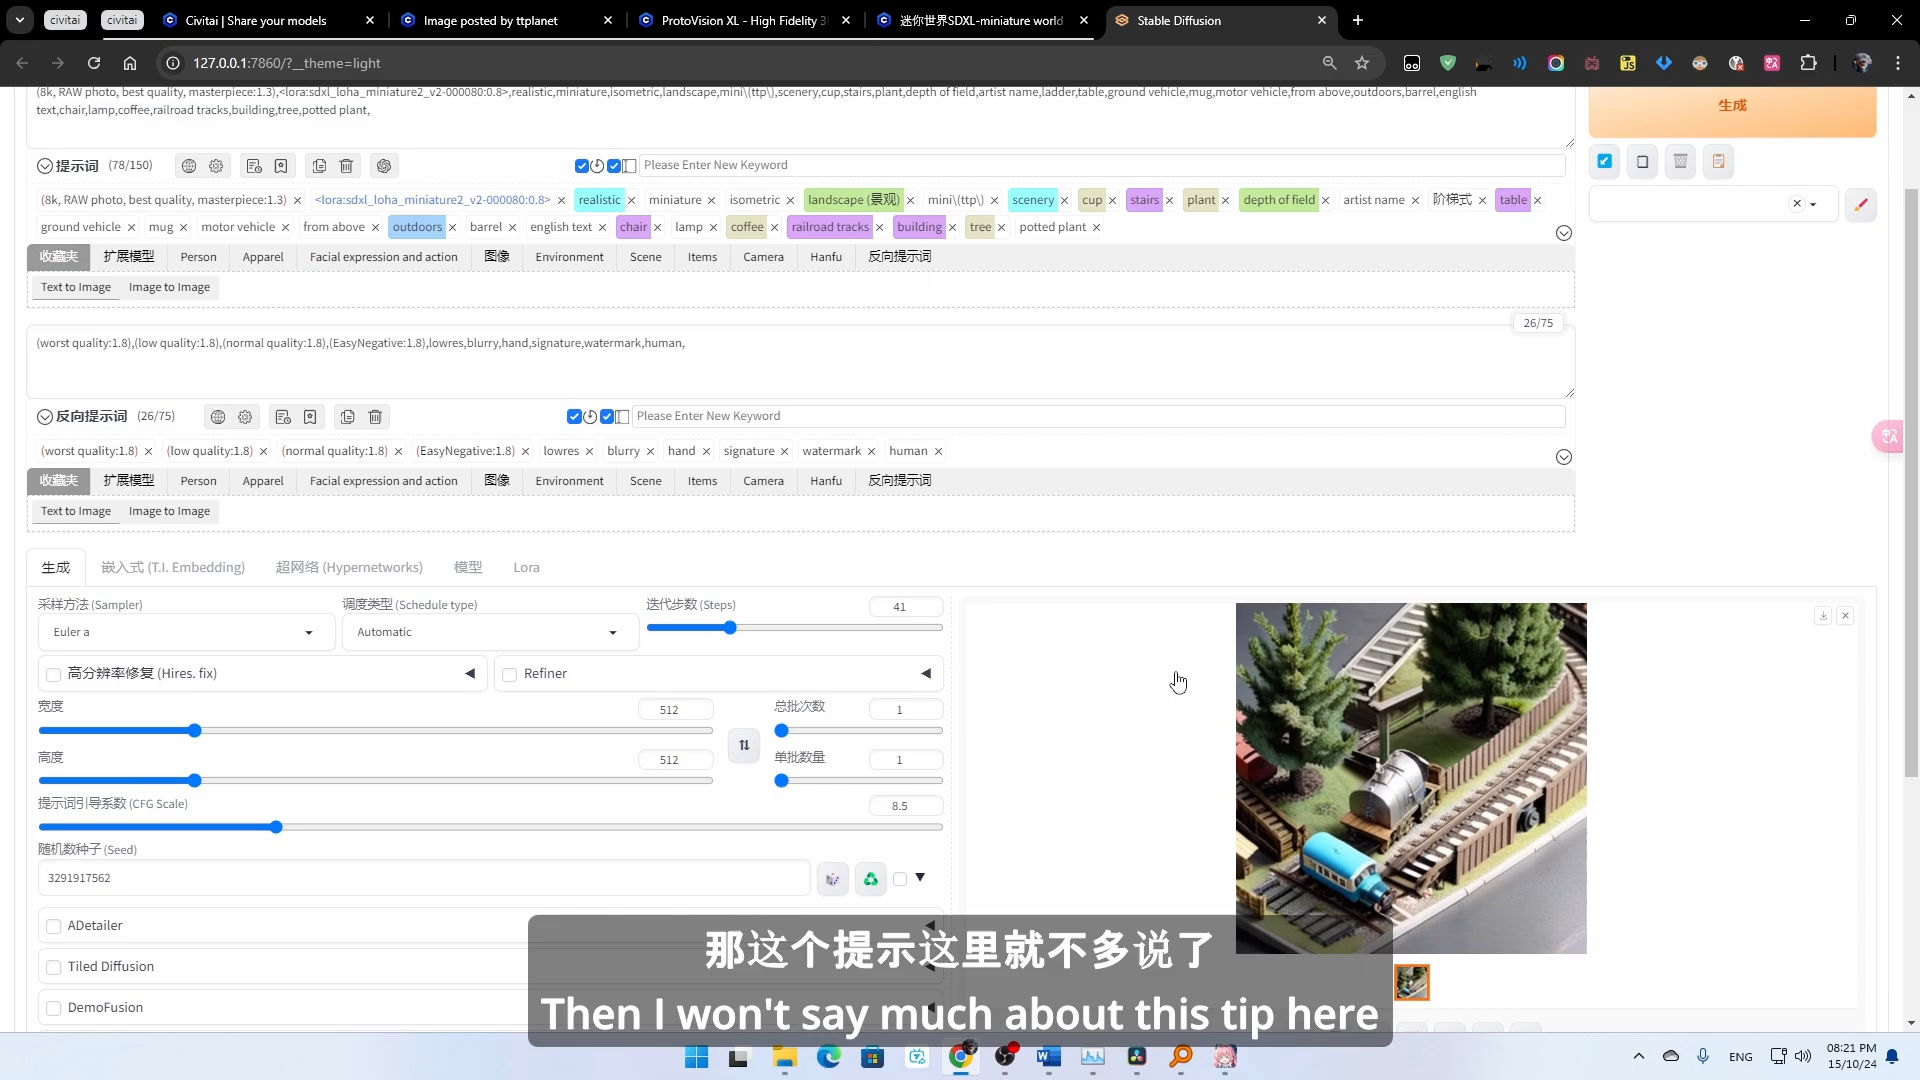 civitai
civitai
Civitai | Share your models
Image posted by ttplanet
ProtoVision XL - High Fidelity 3
迷你世界SDXL-miniature world
Stable Diffusion
127.0.0.1:7860/?__theme=light
(8k, RAW photo, best quality, masterpiece:1.3),<lora:sdxl_loha_miniature2_v2-000080:0.8>,realistic,miniature,isometric,landscape,mini\(ttp\),scenery,cup,stairs,plant,depth of field,artist name,ladder,table,ground vehicle,mug,motor vehicle,from above,outdoors,barrel,english
text,chair,lamp,coffee,railroad tracks,building,tree,potted plant,
生成
提示词 (78/150)
Please Enter New Keyword
(8k, RAW photo, best quality, masterpiece:1.3)
<lora:sdxl_loha_miniature2_v2-000080:0.8>
realistic
miniature
isometric
landscape (景观)
mini\(ttp\)
scenery
cup
stairs
plant
depth of field
artist name
阶梯式
table
ground vehicle
mug
motor vehicle
from above
outdoors
barrel
english text
chair
lamp
coffee
railroad tracks
building
tree
potted plant
收藏夹
扩展模型
Person
Apparel
Facial expression and action
图像
Environment
Scene
Items
Camera
Hanfu
反向提示词
Text to Image
Image to Image
26/75
(worst quality:1.8),(low quality:1.8),(normal quality:1.8),(EasyNegative:1.8),lowres,blurry,hand,signature,watermark,human,
反向提示词 (26/75)
Please Enter New Keyword
(worst quality:1.8)
(low quality:1.8)
(normal quality:1.8)
(EasyNegative:1.8)
lowres
blurry
hand
signature
watermark
human
收藏夹
扩展模型
Person
Apparel
Facial expression and action
图像
Environment
Scene
Items
Camera
Hanfu
反向提示词
Text to Image
Image to Image
生成
嵌入式 (T.I. Embedding)
超网络 (Hypernetworks)
模型
Lora
采样方法 (Sampler)
调度类型 (Schedule type)
迭代步数 (Steps)
41
Euler a
Automatic
高分辨率修复 (Hires. fix)
Refiner
宽度
512
总批次数
1
高度
512
单批数量
1
提示词引导系数 (CFG Scale)
8.5
随机数种子 (Seed)
3291917562
ADetailer
Tiled Diffusion
DemoFusion
那这个提示这里就不多说了
Then I won't say much about this tip here
ENG
08:21 PM
15/10/24